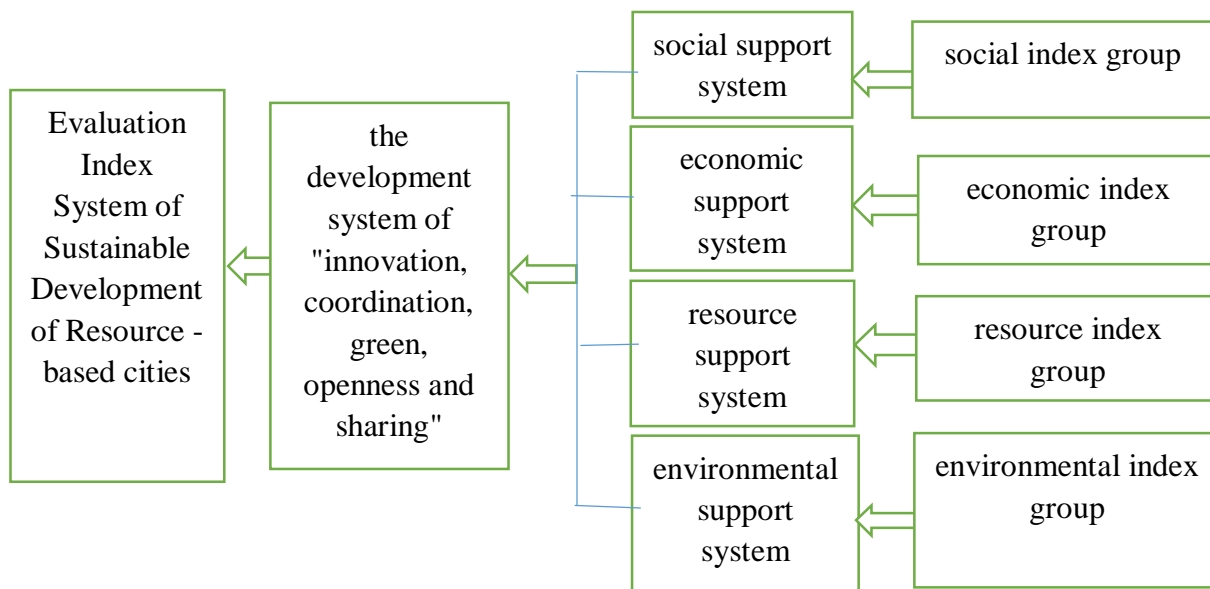 Evaluation
Index
System of
Sustainable
Development
of Resource -
based cities
the
development
system of
"innovation,
coordination,
green,
openness and
sharing"
social support
system
economic
support
system
resource
support
system
environmental
support
system
social index group
economic index
group
resource index
group
environmental index
group